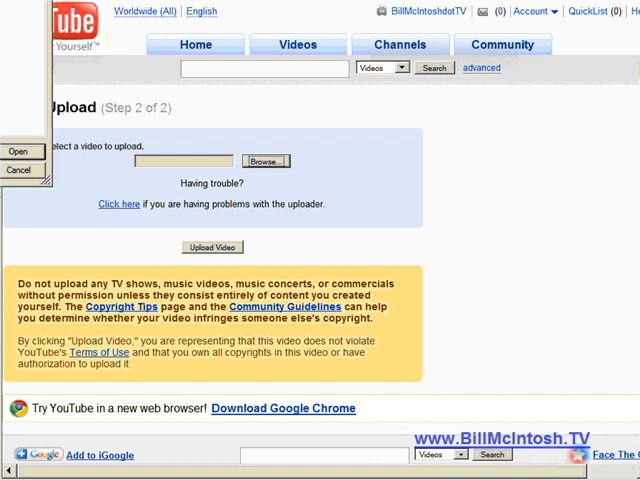 Worldwide (All) | English
BillMcIntoshdotTV (0) Account QuickList (0) He
Tube
Yourself™
Home Videos Channels Community
Videos Search advanced
Upload (Step 2 of 2)
elect a video to upload.
Browse...
Open
Cancel
Having trouble?
Click here if you are having problems with the uploader.
Upload Video
Do not upload any TV shows, music videos, music concerts, or commercials
without permission unless they consist entirely of content you created
yourself. The Copyright Tips page and the Community Guidelines can help
you determine whether your video infringes someone else's copyright.
By clicking "Upload Video," you are representing that this video does not violate
YouTube's Terms of Use and that you own all copyrights in this video or have
authorization to upload it.
Try YouTube in a new web browser! Download Google Chrome
www.BillMcIntosh.TV
Google Add to iGoogle Videos Search Face The